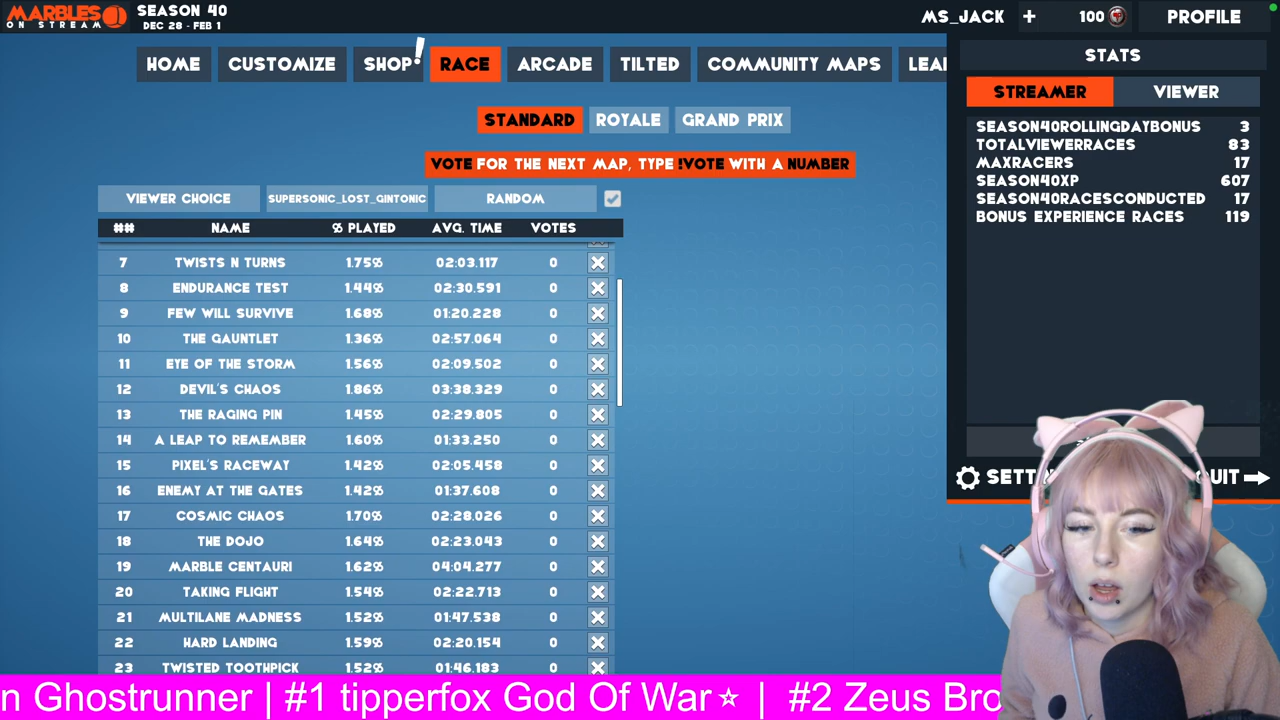 MARBLES
ON STREAM
SEASON 40
DEC 28 - FEB 1
MS_JACK + 100 PROFILE
HOME CUSTOMIZE SHOP! RACE ARCADE TILTED COMMUNITY MAPS LEA
STANDARD ROYALE GRAND PRIX
VOTE FOR THE NEXT MAP, TYPE !VOTE WITH A NUMBER
VIEWER CHOICE SUPERSONIC_LOST_GINTONIC RANDOM
## NAME % PLAYED AVG. TIME VOTES
7 TWISTS N TURNS 1.75% 02:03.117 0
8 ENDURANCE TEST 1.44% 02:30.591 0
9 FEW WILL SURVIVE 1.68% 01:20.228 0
10 THE GAUNTLET 1.36% 02:57.064 0
11 EYE OF THE STORM 1.56% 02:09.502 0
12 DEVIL'S CHAOS 1.86% 03:38.329 0
13 THE RAGING PIN 1.45% 02:29.805 0
14 A LEAP TO REMEMBER 1.60% 01:33.250 0
15 PIXEL'S RACEWAY 1.42% 02:05.458 0
16 ENEMY AT THE GATES 1.42% 01:37.608 0
17 COSMIC CHAOS 1.70% 02:28.026 0
18 THE DOJO 1.64% 02:23.043 0
19 MARBLE CENTAURI 1.62% 04:04.277 0
20 TAKING FLIGHT 1.54% 02:22.713 0
21 MULTILANE MADNESS 1.52% 01:47.538 0
22 HARD LANDING 1.59% 02:20.154 0
23 TWISTED TOOTHPICK 1.52% 01:46.183 0
STATS
STREAMER VIEWER
SEASON40ROLLINGDAYBONUS 3
TOTALVIEWERRACES 83
MAXRACERS 17
SEASON40XP 607
SEASON40RACESCONDUCTED 17
BONUS EXPERIENCE RACES 119
SETT UIT
n Ghostrunner | #1 tipperfox God Of War☆ | #2 Zeus Bro